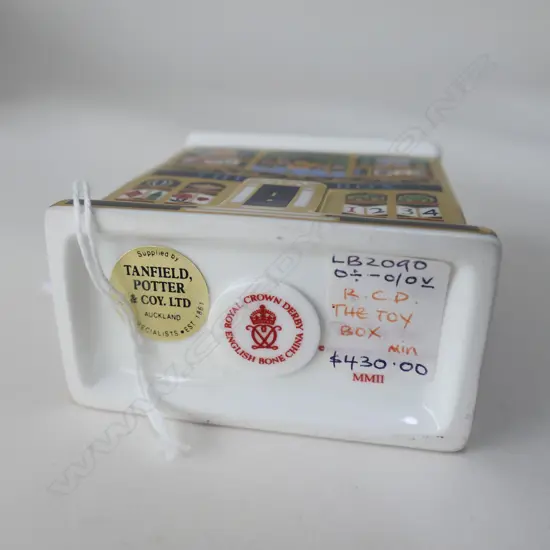 Supplied by
TANFIELD,
POTTER
& COY. LTD
AUCKLAND
SPECIALISTS • EST 1861
ROYAL CROWN DERBY
ENGLISH BONE CHINA
LB2090
R.C.D.
THE TOY
BOX
MIN
$430.00
MMII
1 2 3 4